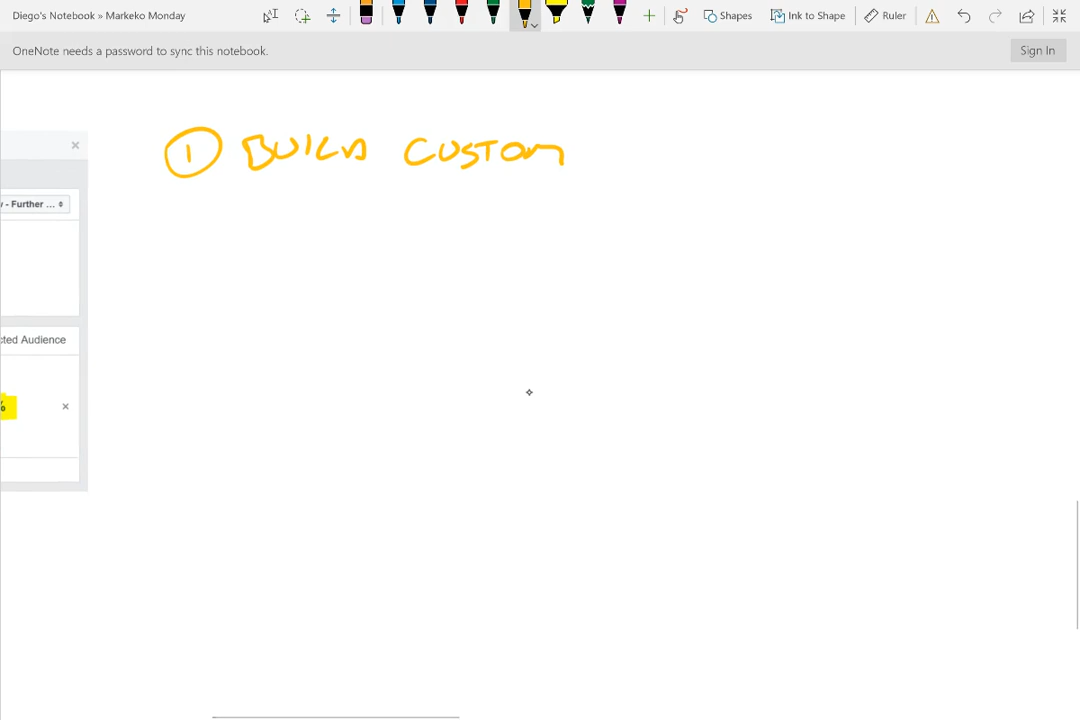 Diego's Notebook » Markeko Monday
Shapes
Ink to Shape
Ruler
OneNote needs a password to sync this notebook.
Sign In
① BUILD CUSTOM
- Further ...
cted Audience
%